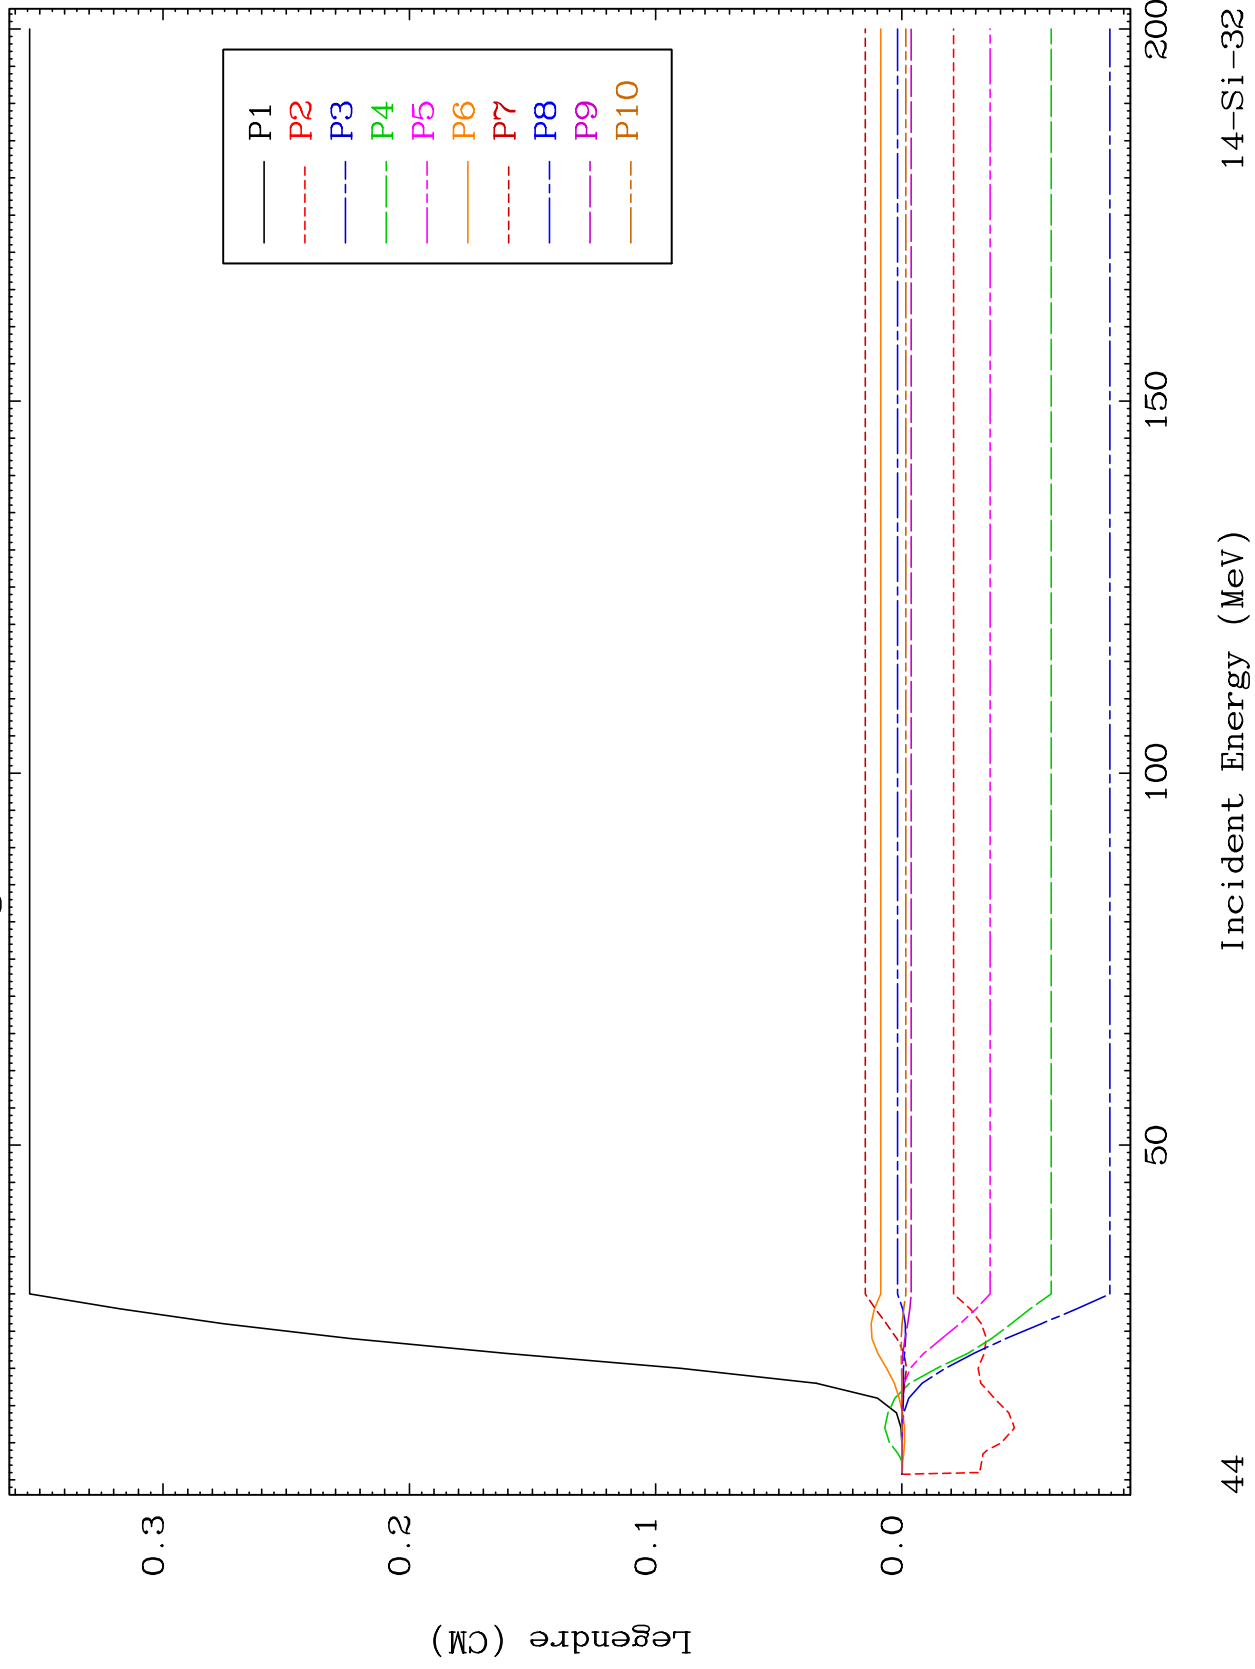 P1
P2
P3
P4
P5
P6
P7
P8
P9
P10
0.3
0.2
0.1
0.0
Legendre (CM)
50
100
150
200
Incident Energy (MeV)
44
14-Si-32